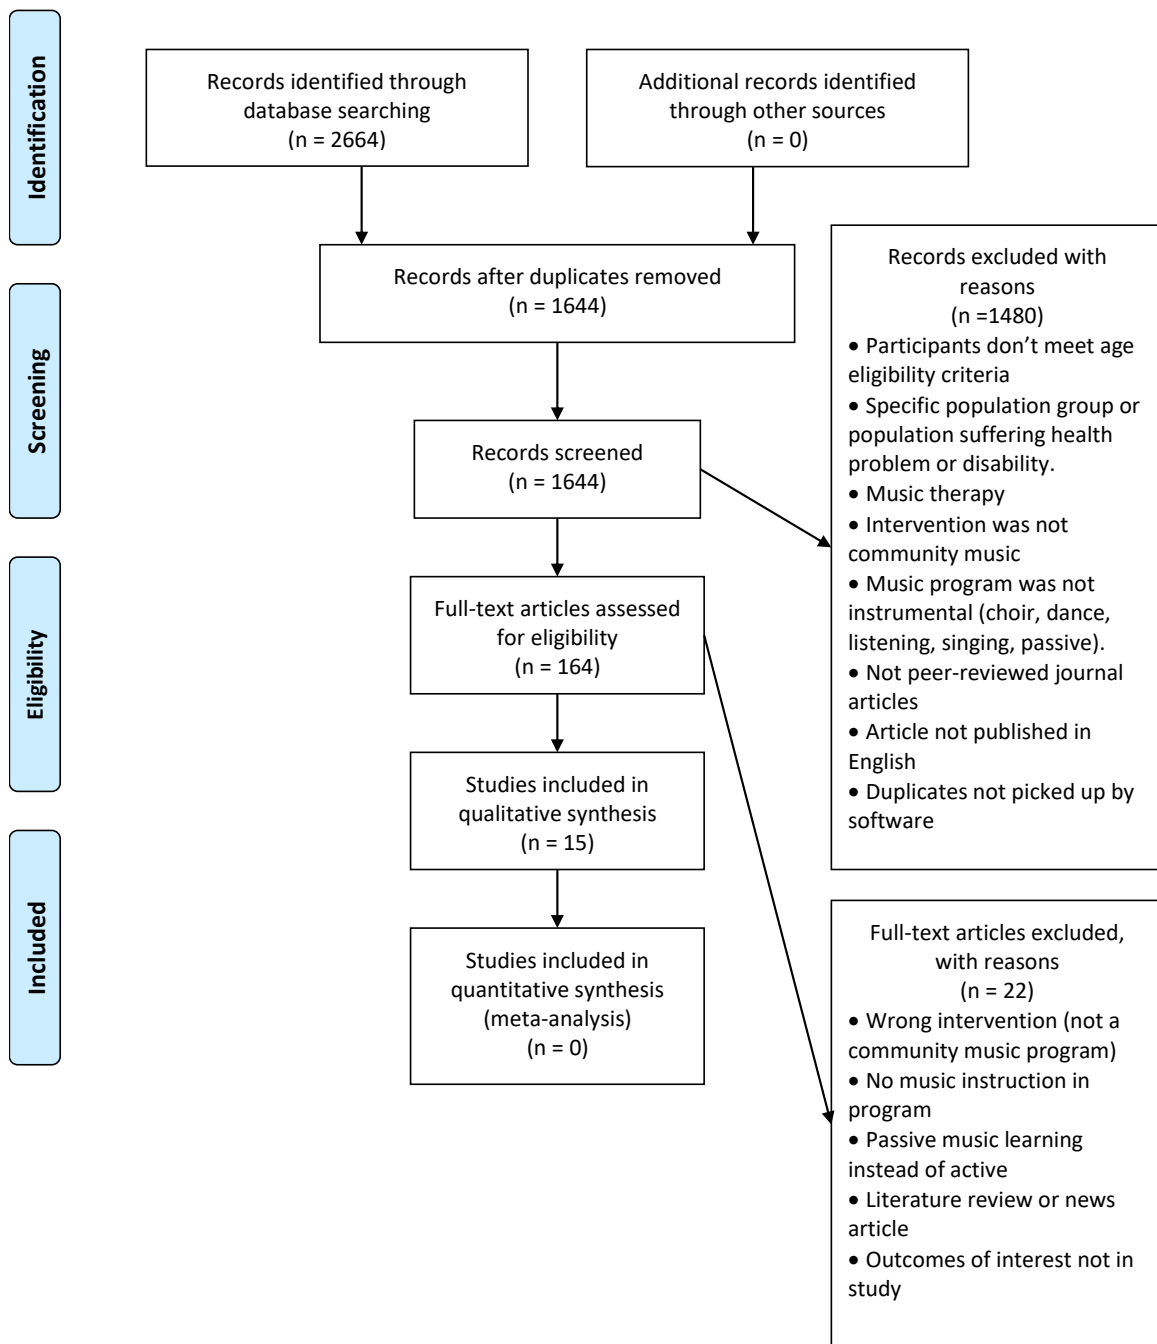 Identification
Records identified through
database searching
(n = 2664)
Additional records identified
through other sources
(n = 0)
Records after duplicates removed
(n = 1644)
Screening
Records screened
(n = 1644)
Records excluded with
reasons
(n =1480)
• Participants don’t meet age
eligibility criteria
• Specific population group or
population suffering health
problem or disability.
• Music therapy
• Intervention was not
community music
• Music program was not
instrumental (choir, dance,
listening, singing, passive).
• Not peer-reviewed journal
articles
• Article not published in
English
• Duplicates not picked up by
software
Eligibility
Full-text articles assessed
for eligibility
(n = 164)
Studies included in
qualitative synthesis
(n = 15)
Included
Studies included in
quantitative synthesis
(meta-analysis)
(n = 0)
Full-text articles excluded,
with reasons
(n = 22)
• Wrong intervention (not a
community music program)
• No music instruction in
program
• Passive music learning
instead of active
• Literature review or news
article
• Outcomes of interest not in
study